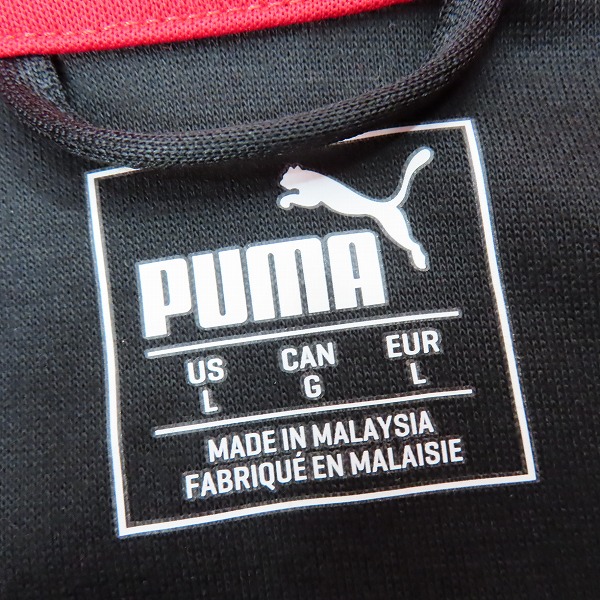 PUMA
US CAN EUR
L G L
MADE IN MALAYSIA
FABRIQUÉ EN MALAISIE